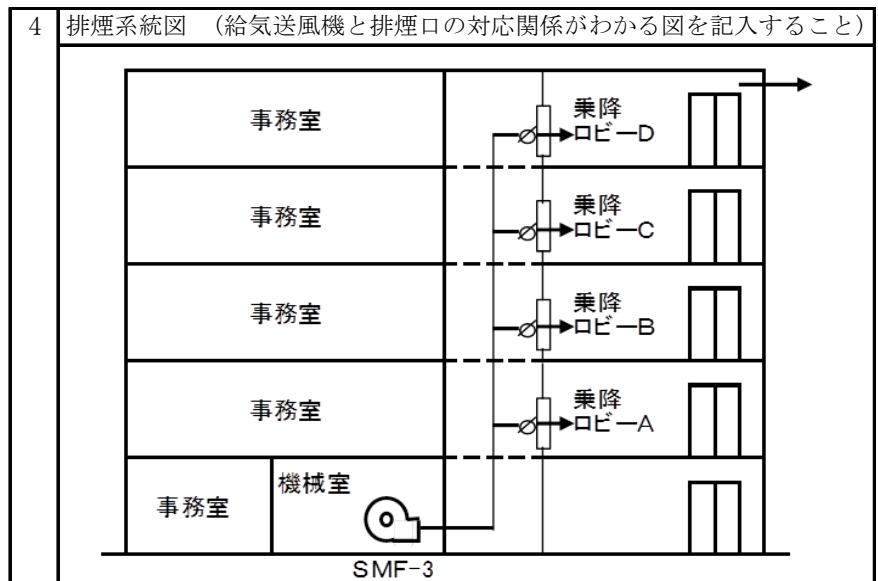 4 排煙系統図 （給気送風機と排煙口の対応関係がわかる図を記入すること）
事務室
乗降
ロビーD
事務室
乗降
ロビーC
事務室
乗降
ロビーB
事務室
乗降
ロビーA
事務室
機械室
SMF-3